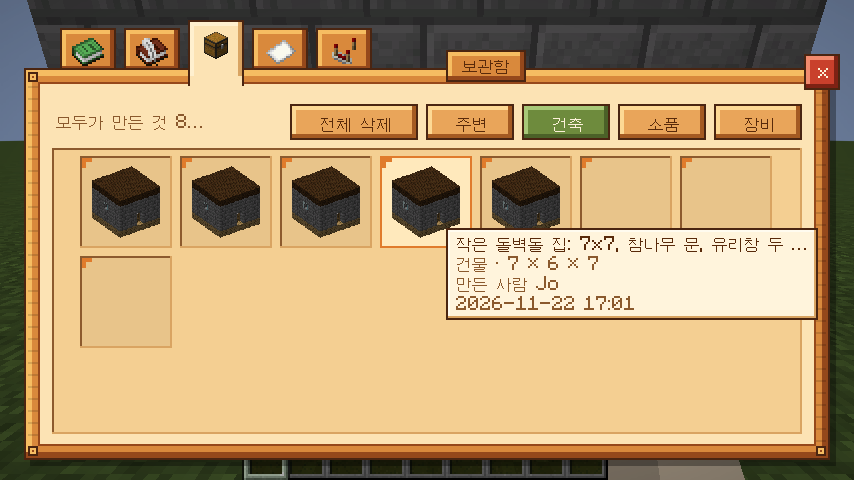 보관함
모두가 만든 것 8...
전체 삭제
주변
건축
소품
장비
작은 돌벽돌 집: 7x7, 참나무 문, 유리창 두 ...
건물 · 7 × 6 × 7
만든 사람 Jo
2026-11-22 17:01